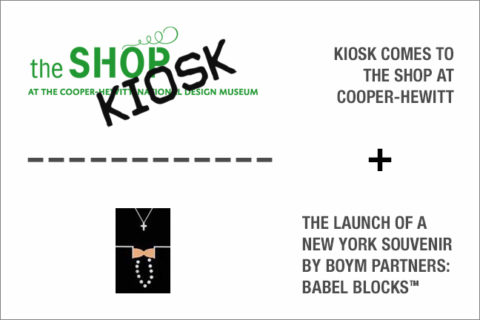 the SHOP
KIOSK
AT THE COOPER-HEWITT, NATIONAL DESIGN MUSEUM
KIOSK COMES TO
THE SHOP AT
COOPER-HEWITT
+
THE LAUNCH OF A
NEW YORK SOUVENIR
BY BOYM PARTNERS:
BABEL BLOCKS™